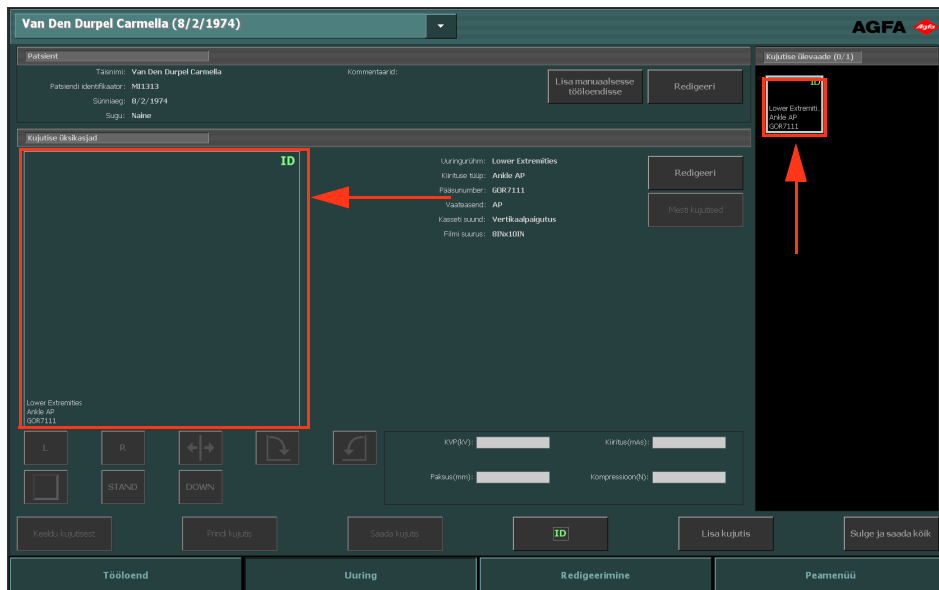 Van Den Durpel Carmella (8/2/1974)
AGFA
Agfa
Patsient
Täisnimi: Van Den Durpel Carmella
Kommentaarid:
Patsiendi identifikaator: MI1313
Sünniaeg: 8/2/1974
Sugu: Naine
Lisa manuaalsesse tööloendisse
Redigeeri
Kujutise ülevaade (0/1)
ID
Lower Extremiti..
Ankle AP
GOR7111
Kujutise üksikasjad
ID
Lower Extremities
Ankle AP
GOR7111
Uuringurühm: Lower Extremities
Kiirituse tüüp: Ankle AP
Pääsunumber: GOR7111
Vaateasend: AP
Kasseti suund: Vertikaalpaigutus
Filmi suurus: 8INx10IN
Redigeeri
Mesti kujutised
L
R
STAND
DOWN
KVP(kV):
Kiiritus(mAs):
Paksus(mm):
Kompressioon(N):
Keeldu kujutisest
Prindi kujutis
Saada kujutis
ID
Lisa kujutis
Sulge ja saada kõik
Tööloend
Uuring
Redigeerimine
Peamenüü